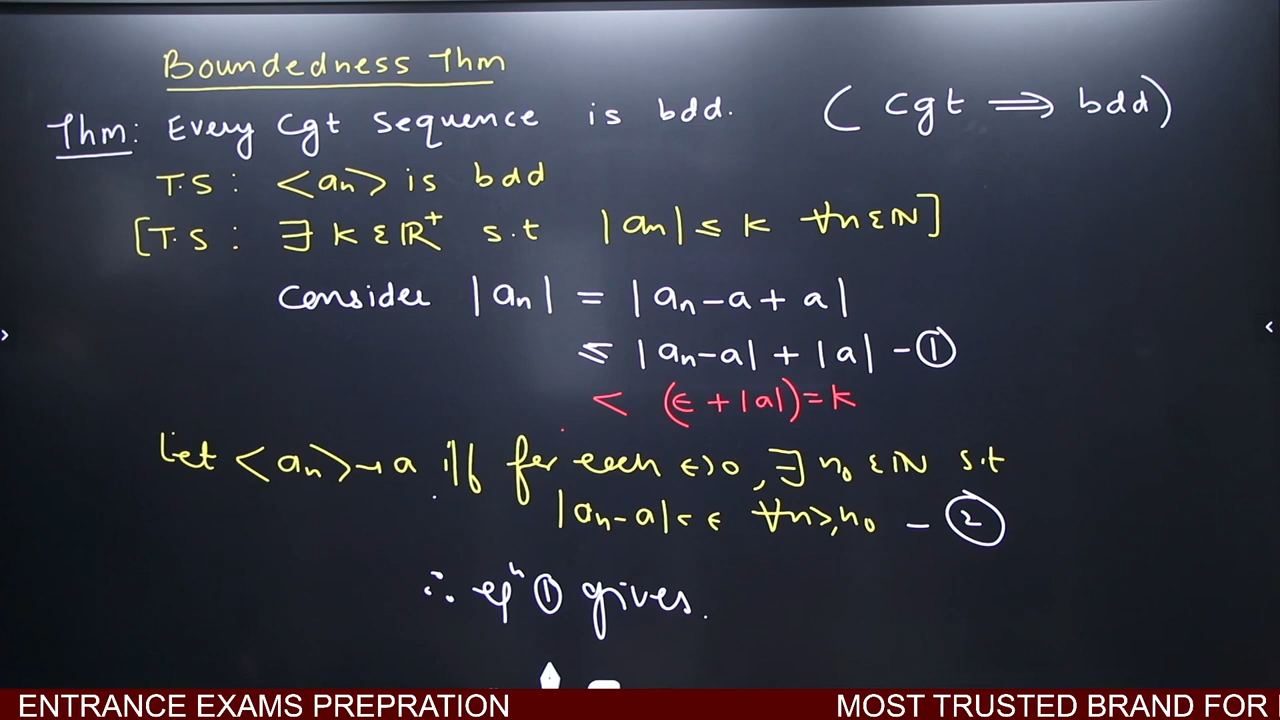 Boundedness Thm
Thm: Every Cgt Sequence is bdd. ( Cgt ⟹ bdd)
T.S : <aₙ> is bdd
[T.S : ∃ K ∈ ℝ⁺ s.t |aₙ| ≤ K ∀n∈ℕ]
Consider |aₙ| = |aₙ-a+a|
≤ |aₙ-a| + |a| - ①
< (∈ + |a|) = K
Let <aₙ>→a iff for each ∈>0, ∃ n₀ ∈ ℕ s.t
|aₙ-a| < ∈ ∀n≥n₀ - ②
∴ eqⁿ ① gives.
ENTRANCE EXAMS PREPRATION MOST TRUSTED BRAND FOR